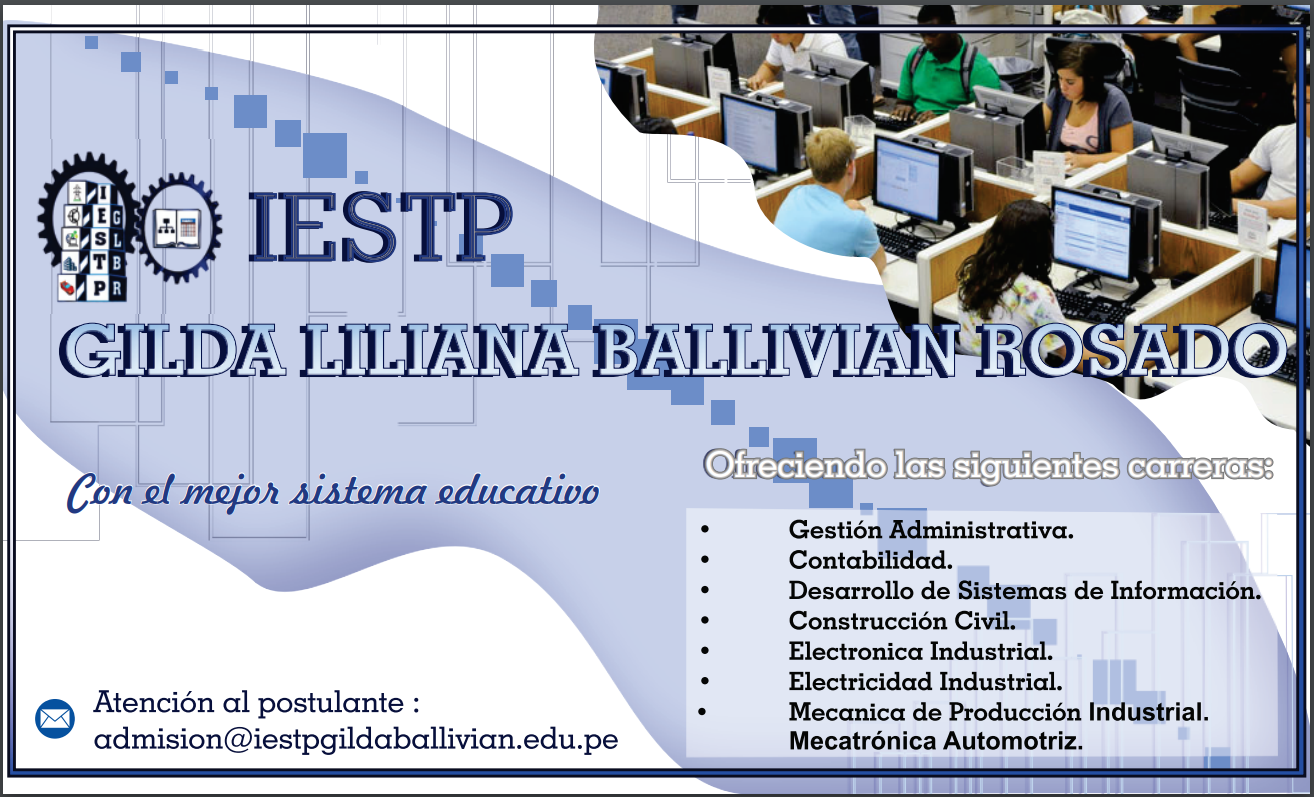 I
E G
S L
T B
P R
IESTP
GILDA LILIANA BALLIVIAN ROSADO
Con el mejor sistema educativo
Ofreciendo las siguientes carreras:
• Gestión Administrativa.
• Contabilidad.
• Desarrollo de Sistemas de Información.
• Construcción Civil.
• Electronica Industrial.
• Electricidad Industrial.
• Mecanica de Producción Industrial.
Mecatrónica Automotriz.
Atención al postulante :
admision@iestpgildaballivian.edu.pe